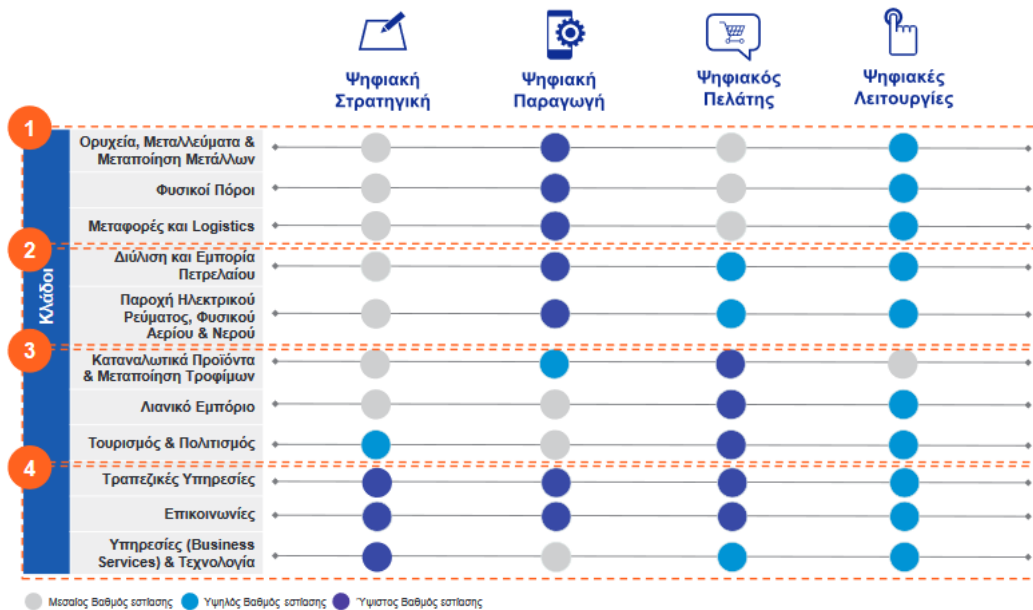 Ψηφιακή
Στρατηγική
Ψηφιακή
Παραγωγή
Ψηφιακός
Πελάτης
Ψηφιακές
Λειτουργίες
Κλάδοι
1
Ορυχεία, Μεταλλεύματα &
Μεταποίηση Μετάλλων
Φυσικοί Πόροι
Μεταφορές και Logistics
2
Διύλιση και Εμπορία
Πετρελαίου
Παροχή Ηλεκτρικού
Ρεύματος, Φυσικού
Αερίου & Νερού
3
Καταναλωτικά Προϊόντα
& Μεταποίηση Τροφίμων
Λιανικό Εμπόριο
Τουρισμός & Πολιτισμός
4
Τραπεζικές Υπηρεσίες
Επικοινωνίες
Υπηρεσίες (Business
Services) & Τεχνολογία
Μεσαίος Βαθμός εστίασης
Υψηλός Βαθμός εστίασης
Ύψιστος Βαθμός εστίασης